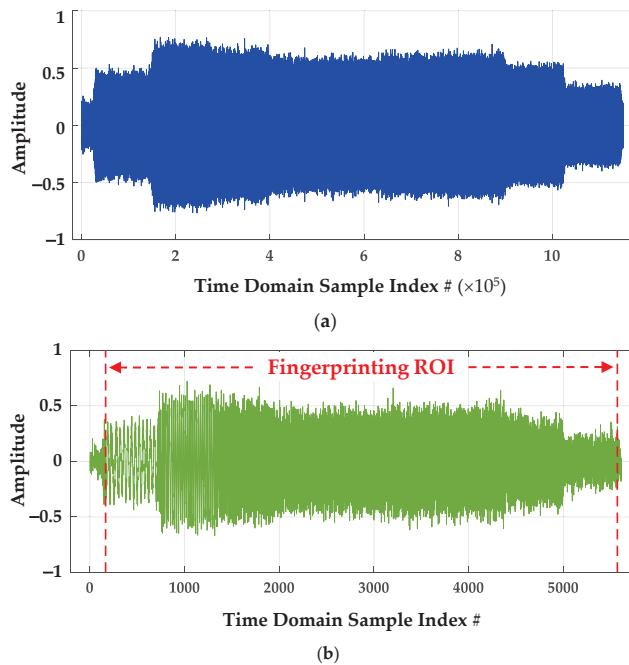 1
0.5
0
−0.5
−1
Amplitude
0 2 4 6 8 10
Time Domain Sample Index # (×10⁵)
(a)
1
0.5
0
−0.5
−1
Amplitude
Fingerprinting ROI
0 1000 2000 3000 4000 5000
Time Domain Sample Index #
(b)